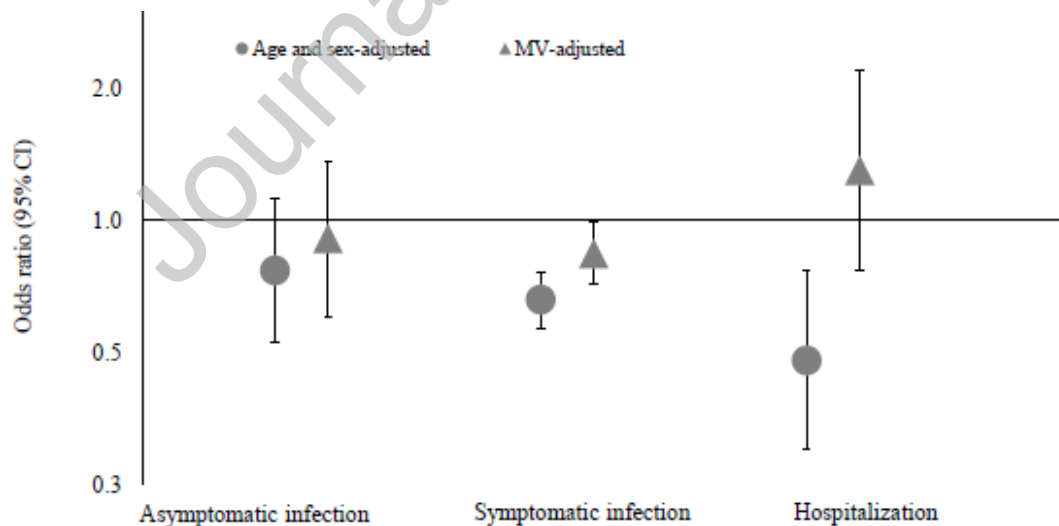 Journa
Age and sex-adjusted
MV-adjusted
2.0
1.0
0.5
0.3
Odds ratio (95% CI)
Asymptomatic infection
Symptomatic infection
Hospitalization